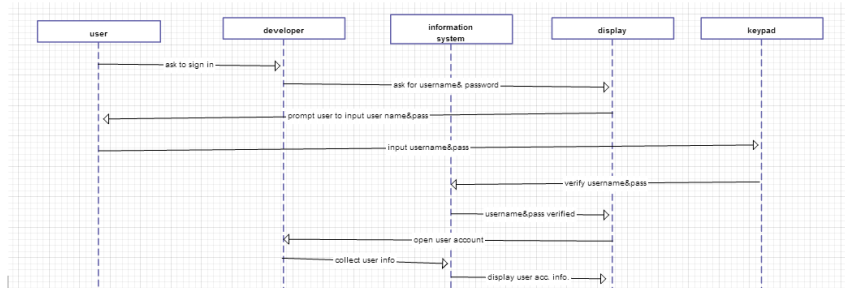 user
developer
information
system
display
keypad
ask to sign in
ask for username& password
prompt user to input user name&pass
input username&pass
verify username&pass
username&pass verified
open user account
collect user info
display user acc. info.